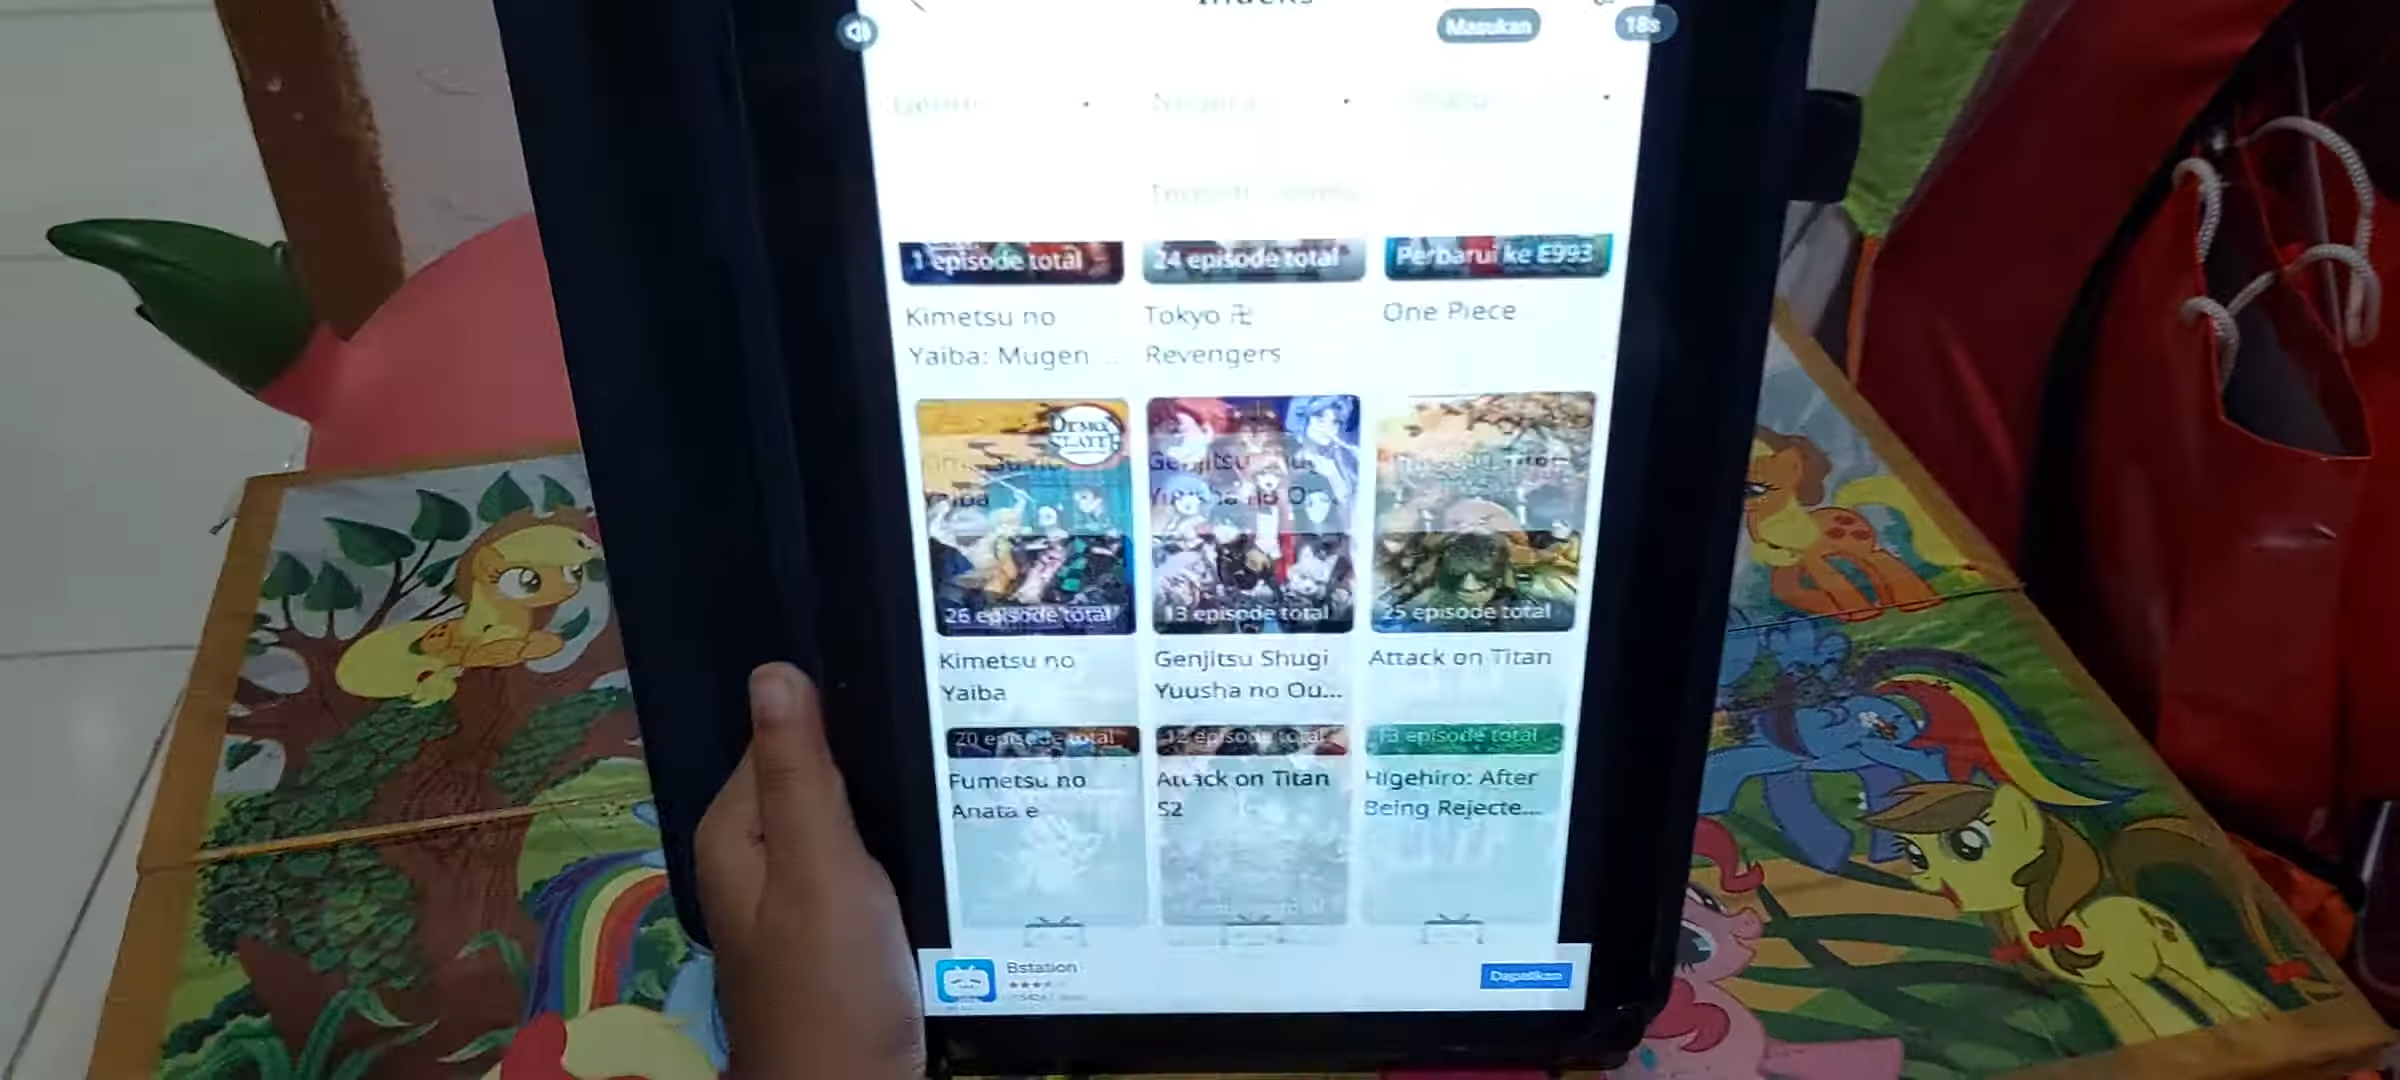 Indeks
Masukan
18s
1 episode total
24 episode total
Perbarui ke E993
Kimetsu no
Yaiba: Mugen ...
Tokyo 卍
Revengers
One Piece
26 episode total
13 episode total
25 episode total
Kimetsu no
Yaiba
Genjitsu Shugi
Yuusha no Ou...
Attack on Titan
20 episode total
12 episode total
13 episode total
Fumetsu no
Anata e
Attack on Titan
S2
Higehiro: After
Being Rejecte...
Bstation
Dapatkan